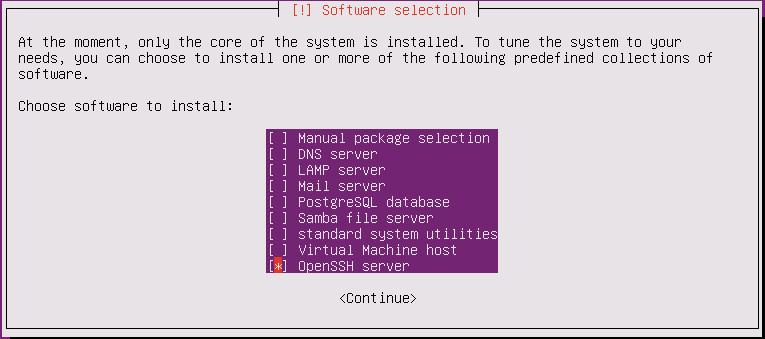 [!] Software selection
At the moment, only the core of the system is installed. To tune the system to your
needs, you can choose to install one or more of the following predefined collections of
software.
Choose software to install:
[ ] Manual package selection
[ ] DNS server
[ ] LAMP server
[ ] Mail server
[ ] PostgreSQL database
[ ] Samba file server
[ ] standard system utilities
[ ] Virtual Machine host
[*] OpenSSH server
<Continue>